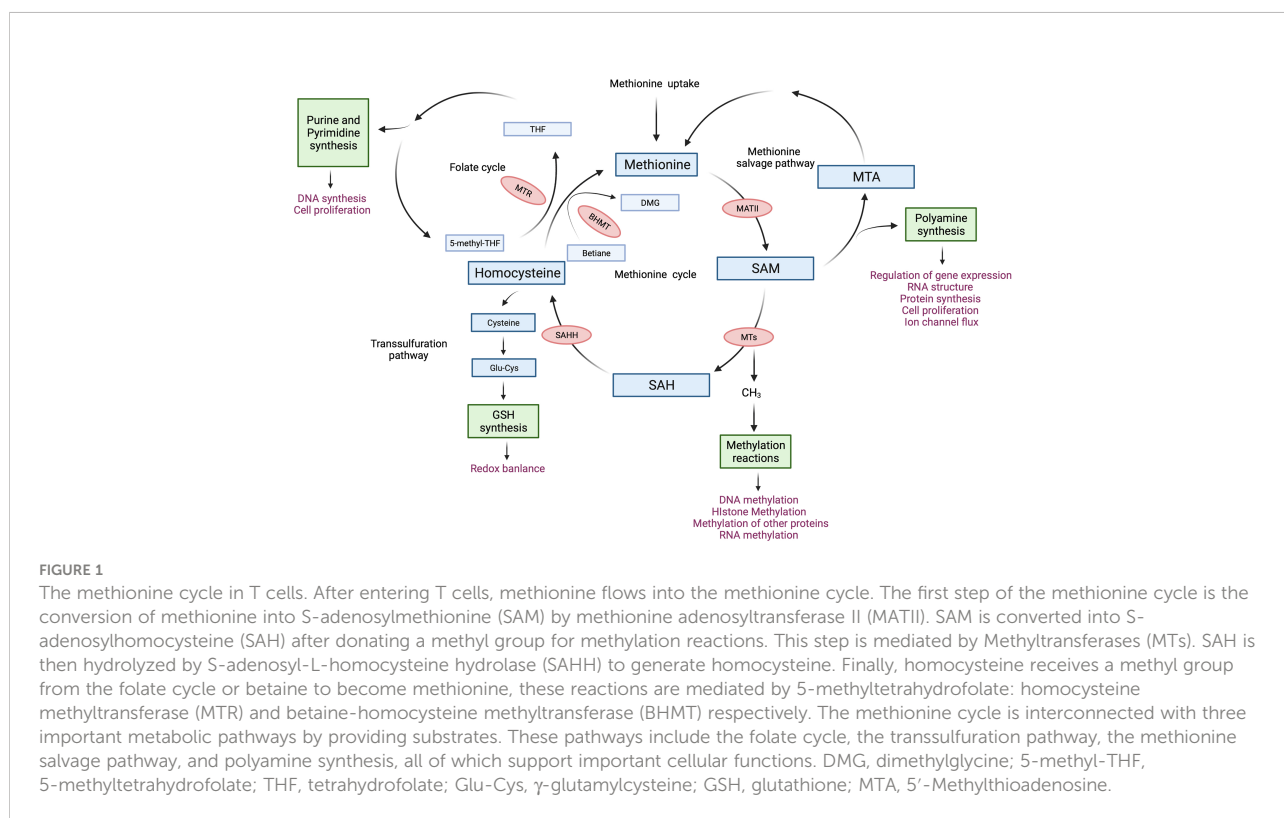 Methionine uptake
Purine and
Pyrimidine
synthesis
DNA synthesis
Cell proliferation
THF
Folate cycle
MTR
5-methyl-THF
Methionine
DMG
BHMT
Betiane
Homocysteine
Methionine cycle
Methionine
salvage pathway
MTA
MATII
SAM
Polyamine
synthesis
Regulation of gene expression
RNA structure
Protein synthesis
Cell proliferation
Ion channel flux
Cysteine
Transsulfuration
pathway
Glu-Cys
GSH
synthesis
Redox banlance
SAHH
SAH
MTs
CH₃
Methylation
reactions
DNA methylation
HIstone Methylation
Methylation of other proteins
RNA methylation
FIGURE 1
The methionine cycle in T cells. After entering T cells, methionine flows into the methionine cycle. The first step of the methionine cycle is the
conversion of methionine into S-adenosylmethionine (SAM) by methionine adenosyltransferase II (MATII). SAM is converted into S-
adenosylhomocysteine (SAH) after donating a methyl group for methylation reactions. This step is mediated by Methyltransferases (MTs). SAH is
then hydrolyzed by S-adenosyl-L-homocysteine hydrolase (SAHH) to generate homocysteine. Finally, homocysteine receives a methyl group
from the folate cycle or betaine to become methionine, these reactions are mediated by 5-methyltetrahydrofolate: homocysteine
methyltransferase (MTR) and betaine-homocysteine methyltransferase (BHMT) respectively. The methionine cycle is interconnected with three
important metabolic pathways by providing substrates. These pathways include the folate cycle, the transsulfuration pathway, the methionine
salvage pathway, and polyamine synthesis, all of which support important cellular functions. DMG, dimethylglycine; 5-methyl-THF,
5-methyltetrahydrofolate; THF, tetrahydrofolate; Glu-Cys, γ-glutamylcysteine; GSH, glutathione; MTA, 5′-Methylthioadenosine.